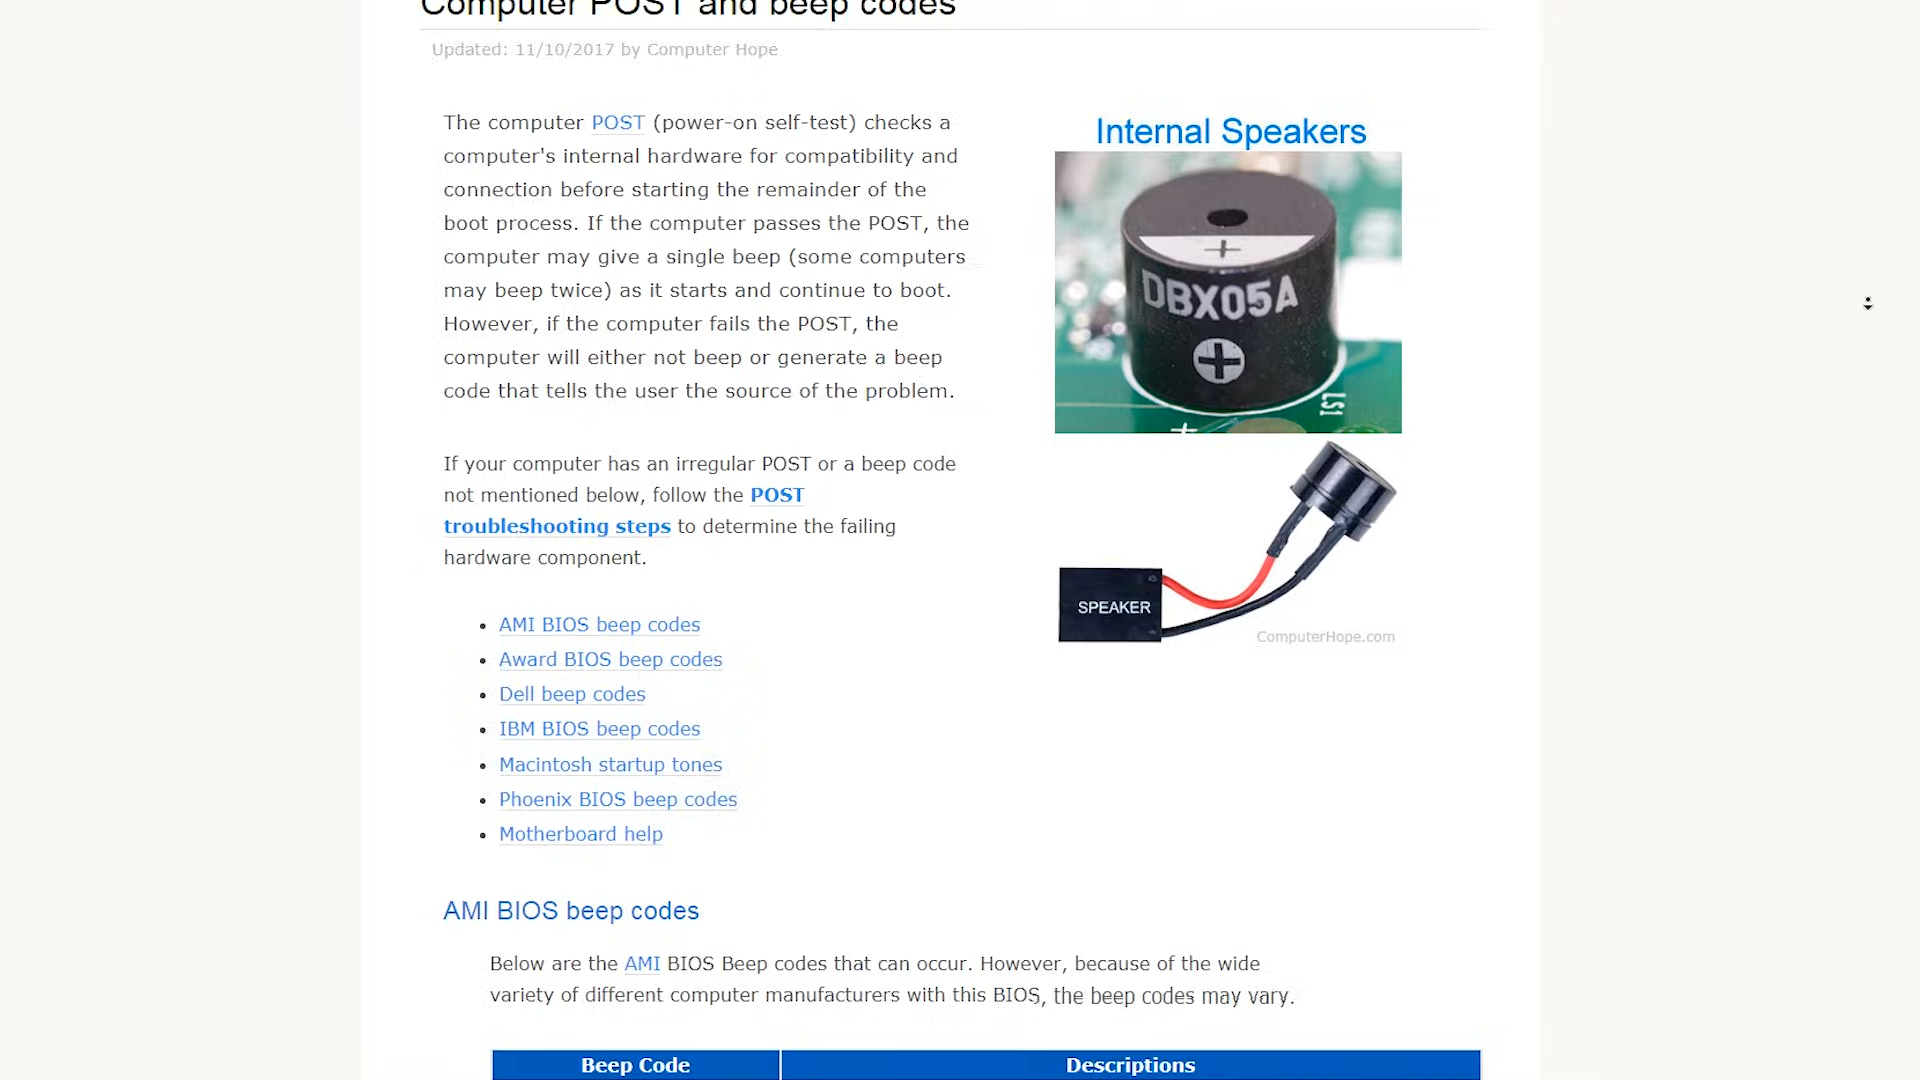 Computer POST and beep codes
Updated: 11/10/2017 by Computer Hope
The computer POST (power-on self-test) checks a
computer's internal hardware for compatibility and
connection before starting the remainder of the
boot process. If the computer passes the POST, the
computer may give a single beep (some computers
may beep twice) as it starts and continue to boot.
However, if the computer fails the POST, the
computer will either not beep or generate a beep
code that tells the user the source of the problem.
If your computer has an irregular POST or a beep code
not mentioned below, follow the POST
troubleshooting steps to determine the failing
hardware component.
Internal Speakers
DBX05A
LS1
SPEAKER
ComputerHope.com
AMI BIOS beep codes
Award BIOS beep codes
Dell beep codes
IBM BIOS beep codes
Macintosh startup tones
Phoenix BIOS beep codes
Motherboard help
AMI BIOS beep codes
Below are the AMI BIOS Beep codes that can occur. However, because of the wide
variety of different computer manufacturers with this BIOS, the beep codes may vary.
Beep Code Descriptions